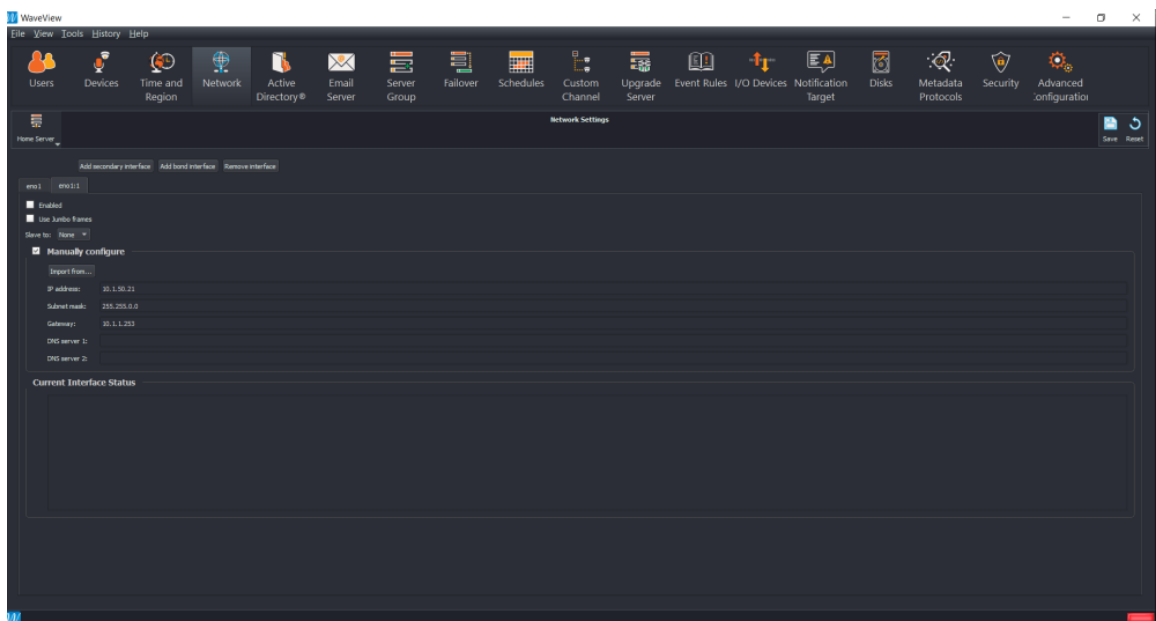 WaveView
File View Tools History Help
Users
Devices
Time and Region
Network
Active Directory®
Email Server
Server Group
Failover
Schedules
Custom Channel
Upgrade Server
Event Rules
I/O Devices
Notification Target
Disks
Metadata Protocols
Security
Advanced Configuration
Home Server
Network Settings
Save Reset
Add secondary interface Add bond interface Remove interface
eno1 eno1:1
Enabled
Use Jumbo frames
Slave to: None
Manually configure
Import from...
IP address: 10.1.50.21
Subnet mask: 255.255.0.0
Gateway: 10.1.1.253
DNS server 1:
DNS server 2:
Current Interface Status